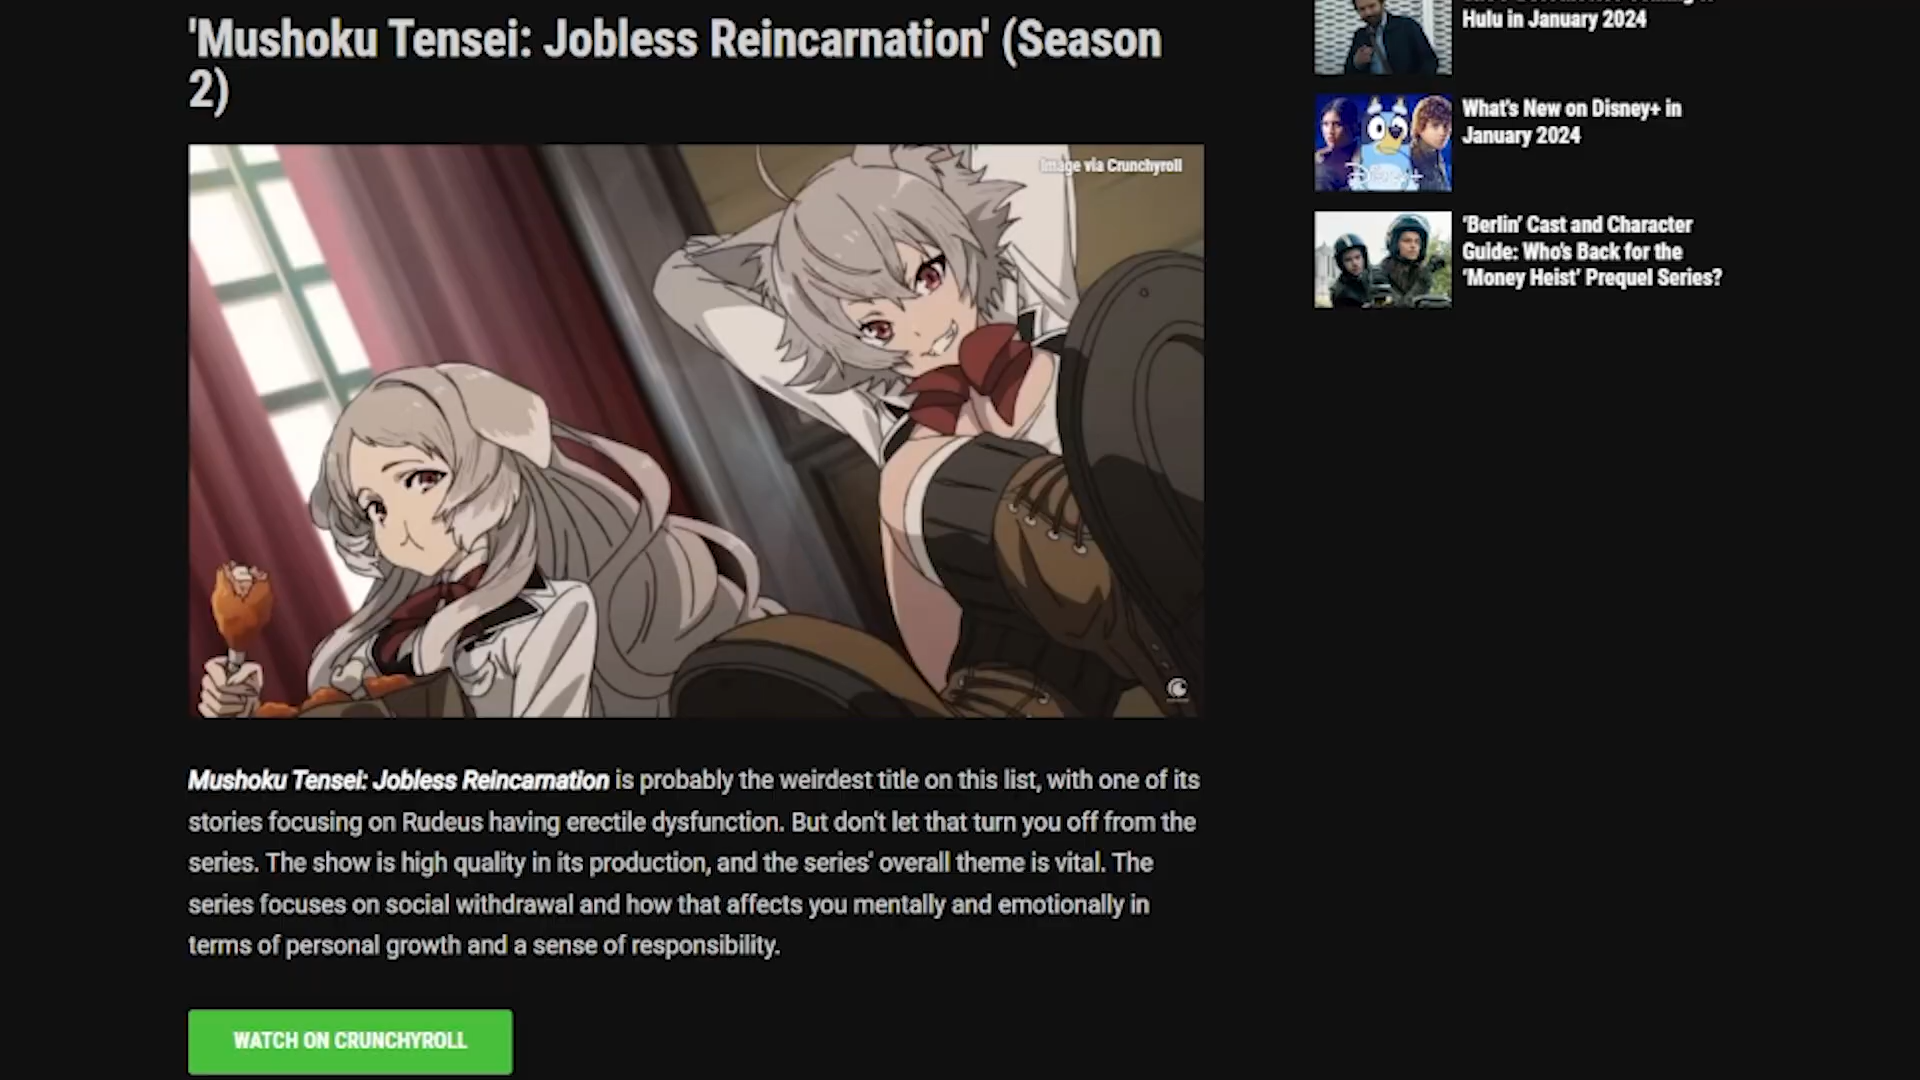 'Mushoku Tensei: Jobless Reincarnation' (Season
2)
Image via Crunchyroll
Mushoku Tensei: Jobless Reincarnation is probably the weirdest title on this list, with one of its
stories focusing on Rudeus having erectile dysfunction. But don't let that turn you off from the
series. The show is high quality in its production, and the series' overall theme is vital. The
series focuses on social withdrawal and how that affects you mentally and emotionally in
terms of personal growth and a sense of responsibility.
WATCH ON CRUNCHYROLL
Hulu in January 2024
What's New on Disney+ in
January 2024
Disney+
'Berlin' Cast and Character
Guide: Who's Back for the
'Money Heist' Prequel Series?